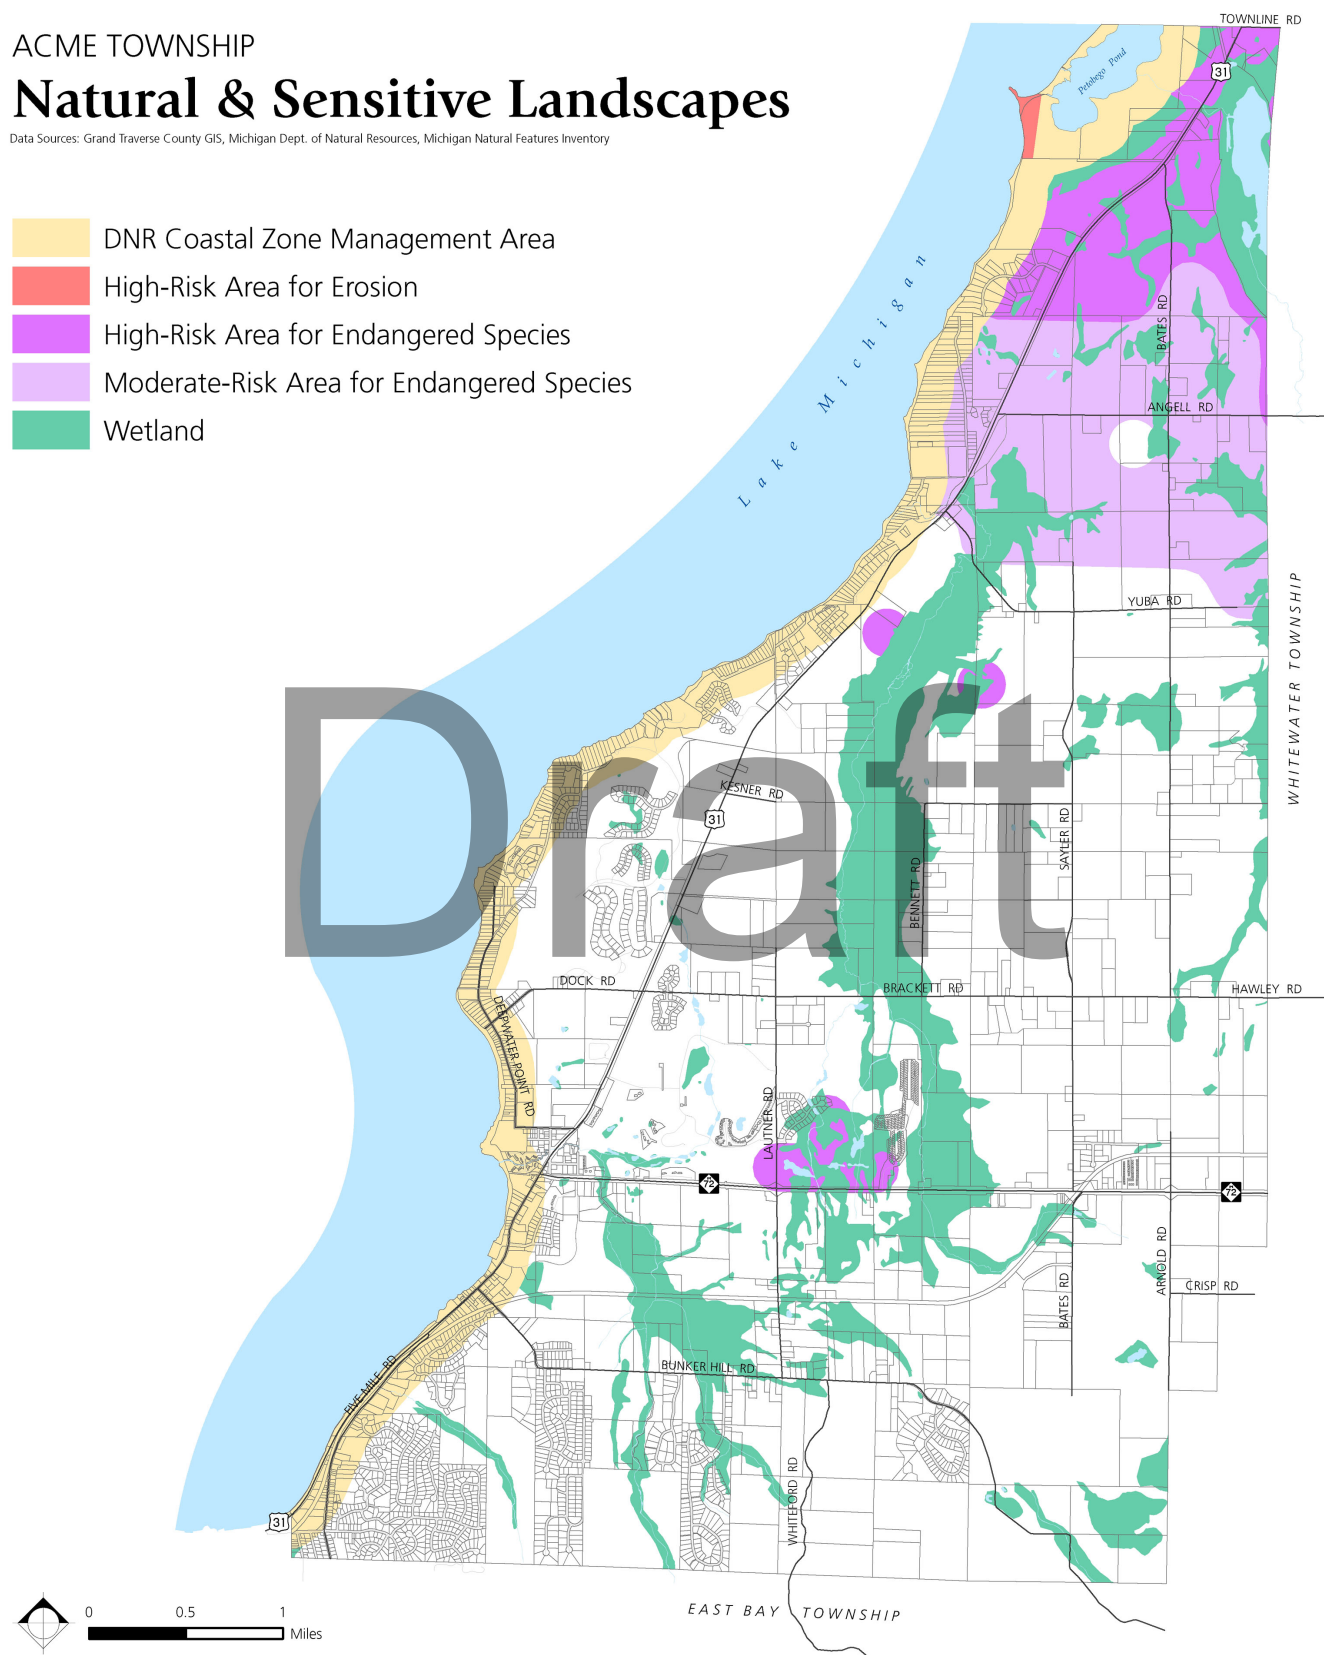 TOWNLINE RD
ACME TOWNSHIP
Natural & Sensitive Landscapes
Data Sources: Grand Traverse County GIS, Michigan Dept. of Natural Resources, Michigan Natural Features Inventory
Petobego Pond
31
DNR Coastal Zone Management Area
High-Risk Area for Erosion
High-Risk Area for Endangered Species
Moderate-Risk Area for Endangered Species
Wetland
Lake Michigan
BATES RD
ANGELL RD
YUBA RD
WHITEWATER TOWNSHIP
Draft
KESNER RD
31
SAYLER RD
BENNETT RD
DOCK RD
BRACKETT RD
HAWLEY RD
DEEPWATER POINT RD
LAUTNER RD
72
72
ARNOLD RD
BATES RD
CRISP RD
BUNKER HILL RD
FIVE MILE RD
WHITEFORD RD
31
EAST BAY TOWNSHIP
0 0.5 1
Miles